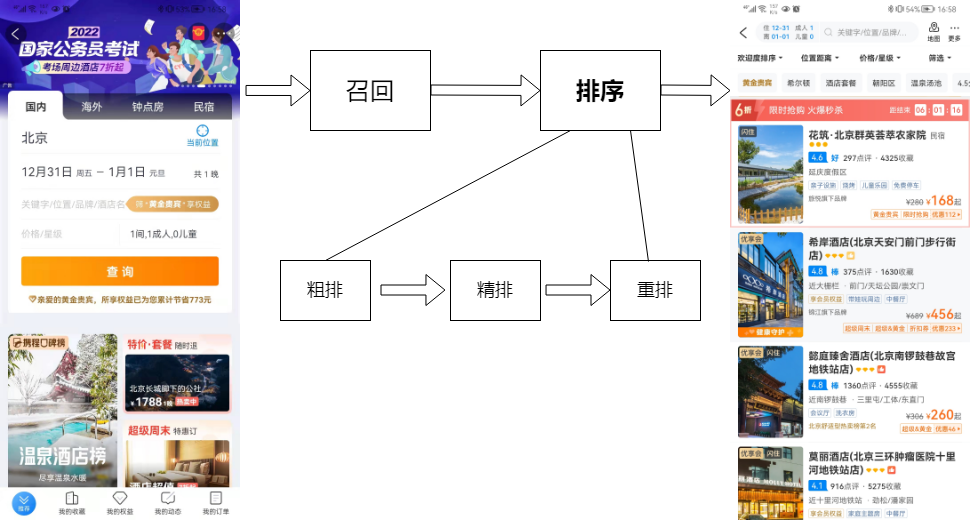 16:58
2022
国家公务员考试
考场周边酒店7折起
国内
海外
钟点房
民宿
北京
当前位置
12月31日 周五 -- 1月1日 元旦
共1晚
关键字/位置/品牌/酒店名
黄金贵宾·享权益
价格/星级
1间,1成人,0儿童
查询
亲爱的黄金贵宾，所享权益已为您累计节省773元
携程口碑榜
温泉酒店榜
尽享温泉水暖
特价·套餐 随时退
北京长城脚下的公社
¥1788
热卖中
超级周末 特惠订
我的收藏
我的权益
我的动态
我的订单
召回
排序
粗排
精排
重排
54%
16:58
住 12-31
离 01-01
成人 1
儿童 0
关键字/位置/品牌/...
地图
更多
欢迎度排序
位置距离
价格/星级
筛选
黄金贵宾
希尔顿
酒店套餐
朝阳区
温泉汤池
6折
限时抢购 火爆秒杀
距结束 06:01:16
闪住
花筑·北京群英荟萃农家院 民宿
4.6 好 297点评 · 4325收藏
延庆度假区
亲子设施 棋牌 儿童乐园 免费停车
旅悦旗下品牌
¥280 ¥168起
黄金贵宾 限时抢购 优惠112
优享会
希岸酒店(北京天安门前门步行街
店)
4.8 棒 375点评 · 1630收藏
近大栅栏 · 前门/天坛公园/崇文门
享会员权益 带娃玩周边 中餐厅
锦江旗下品牌
¥689 ¥456起
超级周末 超级&黄金 折扣券 优惠233
健康守护
优享会 闪住
懿庭臻舍酒店(北京南锣鼓巷故宫
地铁站店)
4.8 棒 1360点评 · 4555收藏
近南锣鼓巷 · 三里屯/工体/东直门
会议厅 洗衣房
北京舒适型热卖榜第2名
¥306 ¥260起
超级&黄金 优惠46
优享会 闪住
莫丽酒店(北京三环肿瘤医院十里
河地铁站店)
4.1 916点评 · 5275收藏
近十里河地铁站 · 劲松/潘家园
享会员权益 家庭主题房 中餐厅